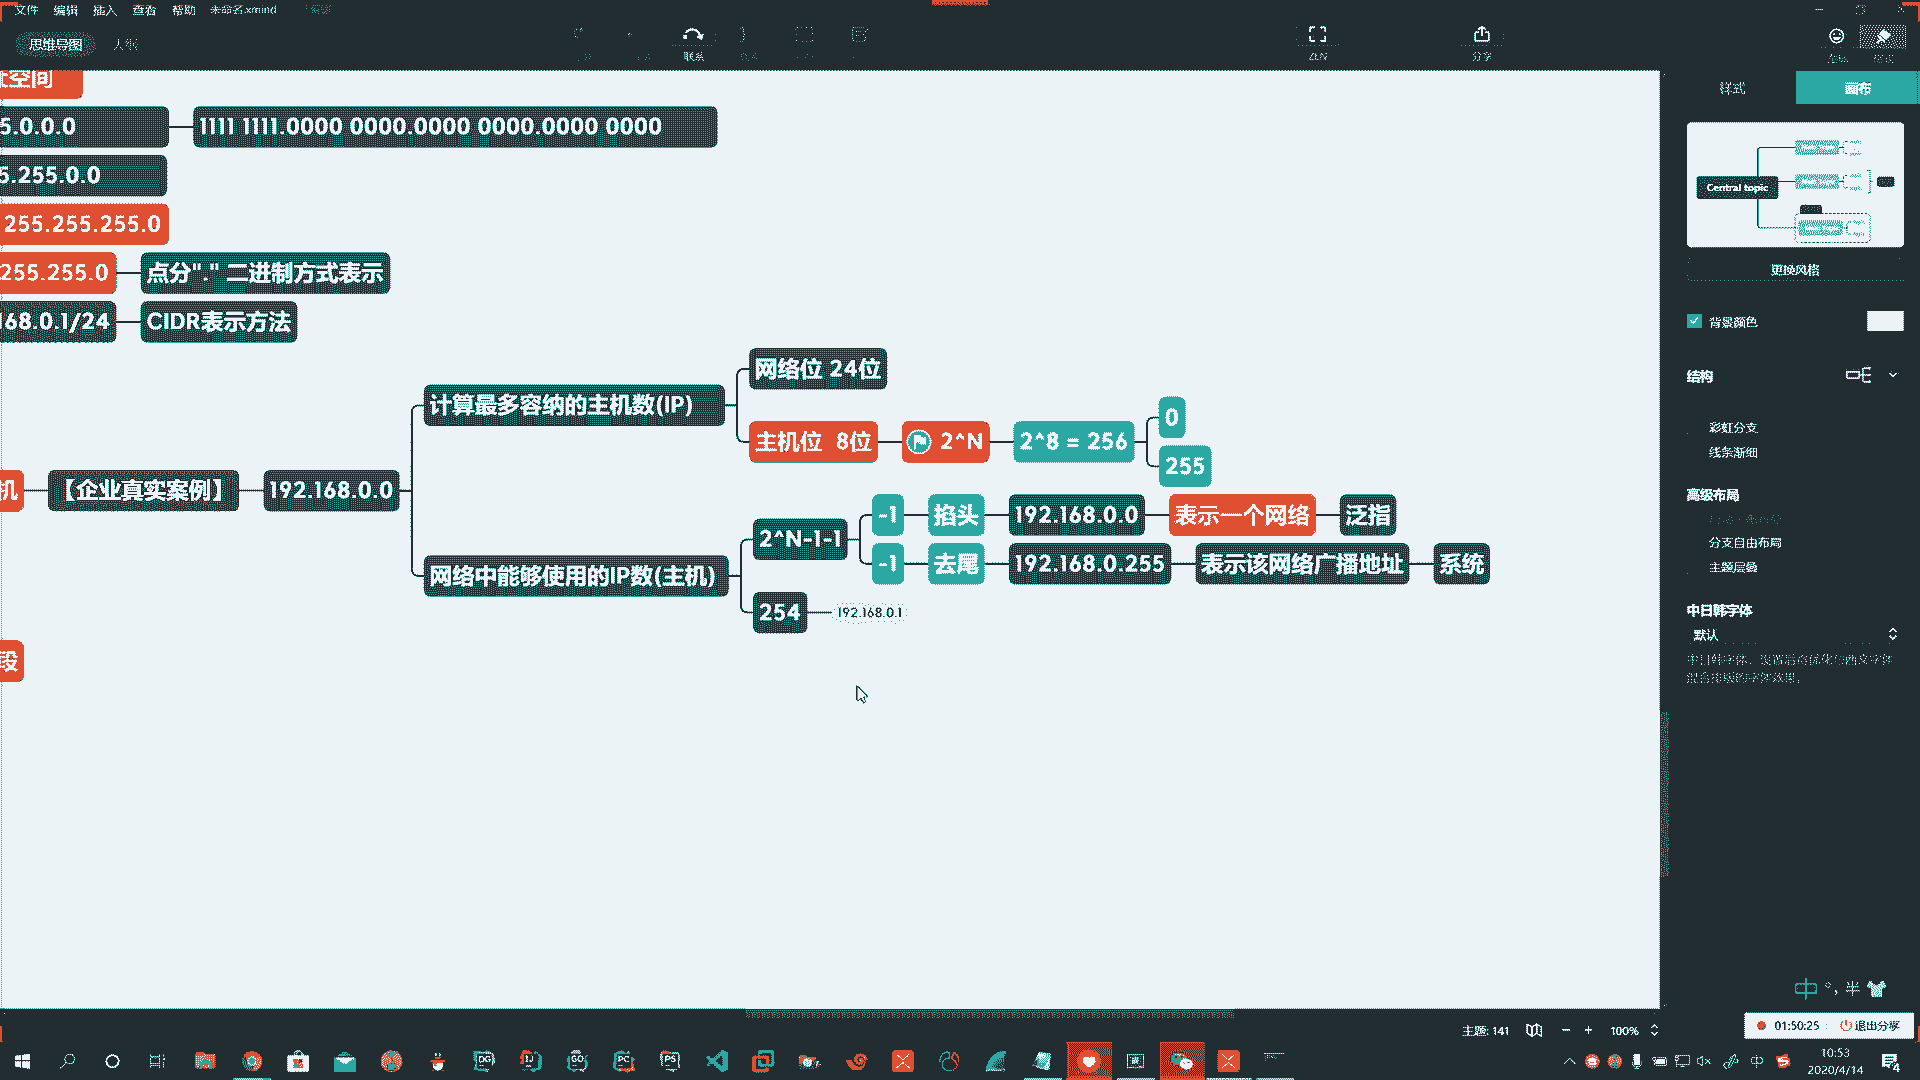 文件 编辑 插入 查看 帮助 未命名.xmind
思维导图 大纲
联系
ZEN
分享
样式 画布
空间
5.0.0.0 1111 1111.0000 0000.0000 0000.0000 0000
5.255.0.0
255.255.255.0
255.255.0 点分"." 二进制方式表示
168.0.1/24 CIDR表示方法
网络位 24位
计算最多容纳的主机数(IP)
主机位 8位 2^N 2^8 = 256
0
255
机 【企业真实案例】 192.168.0.0
-1 掐头 192.168.0.0 表示一个网络 泛指
2^N-1-1
-1 去尾 192.168.0.255 表示该网络广播地址 系统
网络中能够使用的IP数(主机)
254 192.168.0.1
段
Central topic
更换风格
背景颜色
结构
彩虹分支
线条渐细
高级布局
分支自由布局
主题层叠
中日韩字体
默认
中 °, 半
01:50:25 退出分享
主题: 141 100%
DG IJ GO PC PS
中
10:53
2020/4/14
4